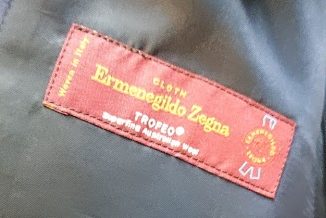 Woven in Italy
CLOTH
Ermenegildo Zegna
TROFEO®
Superfine Australian Wool